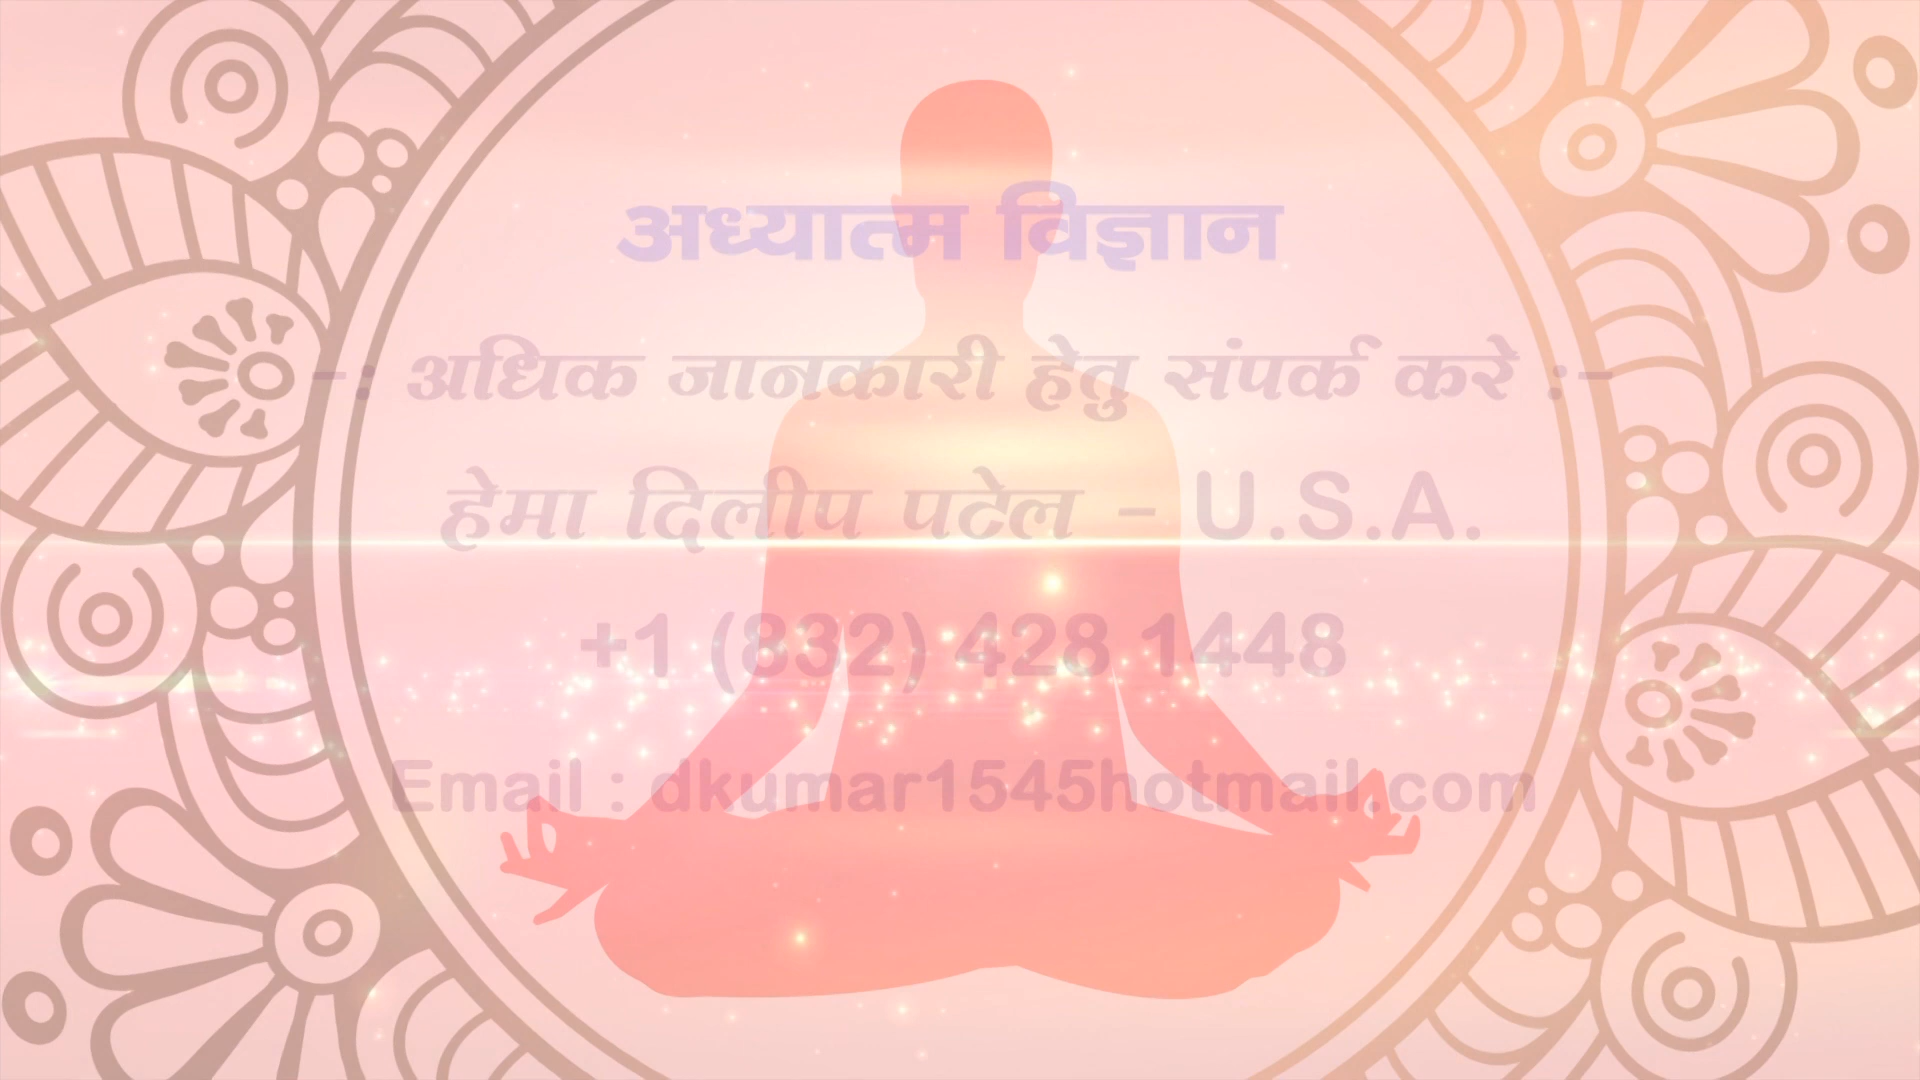 अध्यात्म विज्ञान
-: अधिक जानकारी हेतु संपर्क करे :-
हेमा दिलीप पटेल - U.S.A.
+1 (832) 428 1448
Email : dkumar1545hotmail.com